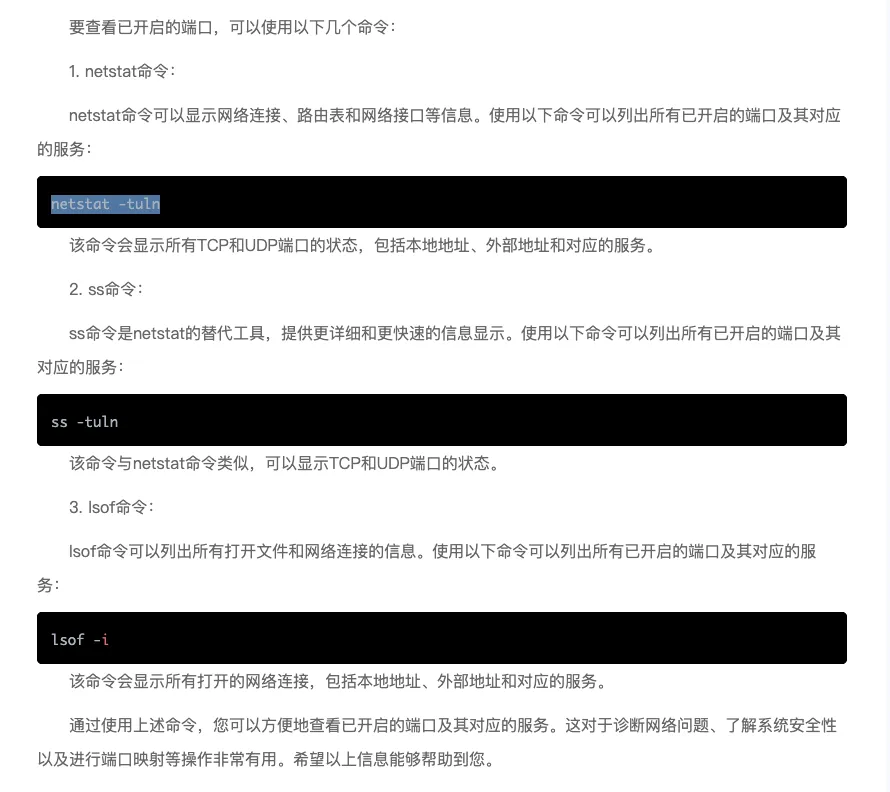 要查看已开启的端口，可以使用以下几个命令：
1. netstat命令：
netstat命令可以显示网络连接、路由表和网络接口等信息。使用以下命令可以列出所有已开启的端口及其对应
的服务：
netstat -tuln
该命令会显示所有TCP和UDP端口的状态，包括本地地址、外部地址和对应的服务。
2. ss命令：
ss命令是netstat的替代工具，提供更详细和更快速的信息显示。使用以下命令可以列出所有已开启的端口及其
对应的服务：
ss -tuln
该命令与netstat命令类似，可以显示TCP和UDP端口的状态。
3. lsof命令：
lsof命令可以列出所有打开文件和网络连接的信息。使用以下命令可以列出所有已开启的端口及其对应的服
务：
lsof -i
该命令会显示所有打开的网络连接，包括本地地址、外部地址和对应的服务。
通过使用上述命令，您可以方便地查看已开启的端口及其对应的服务。这对于诊断网络问题、了解系统安全性
以及进行端口映射等操作非常有用。希望以上信息能够帮助到您。